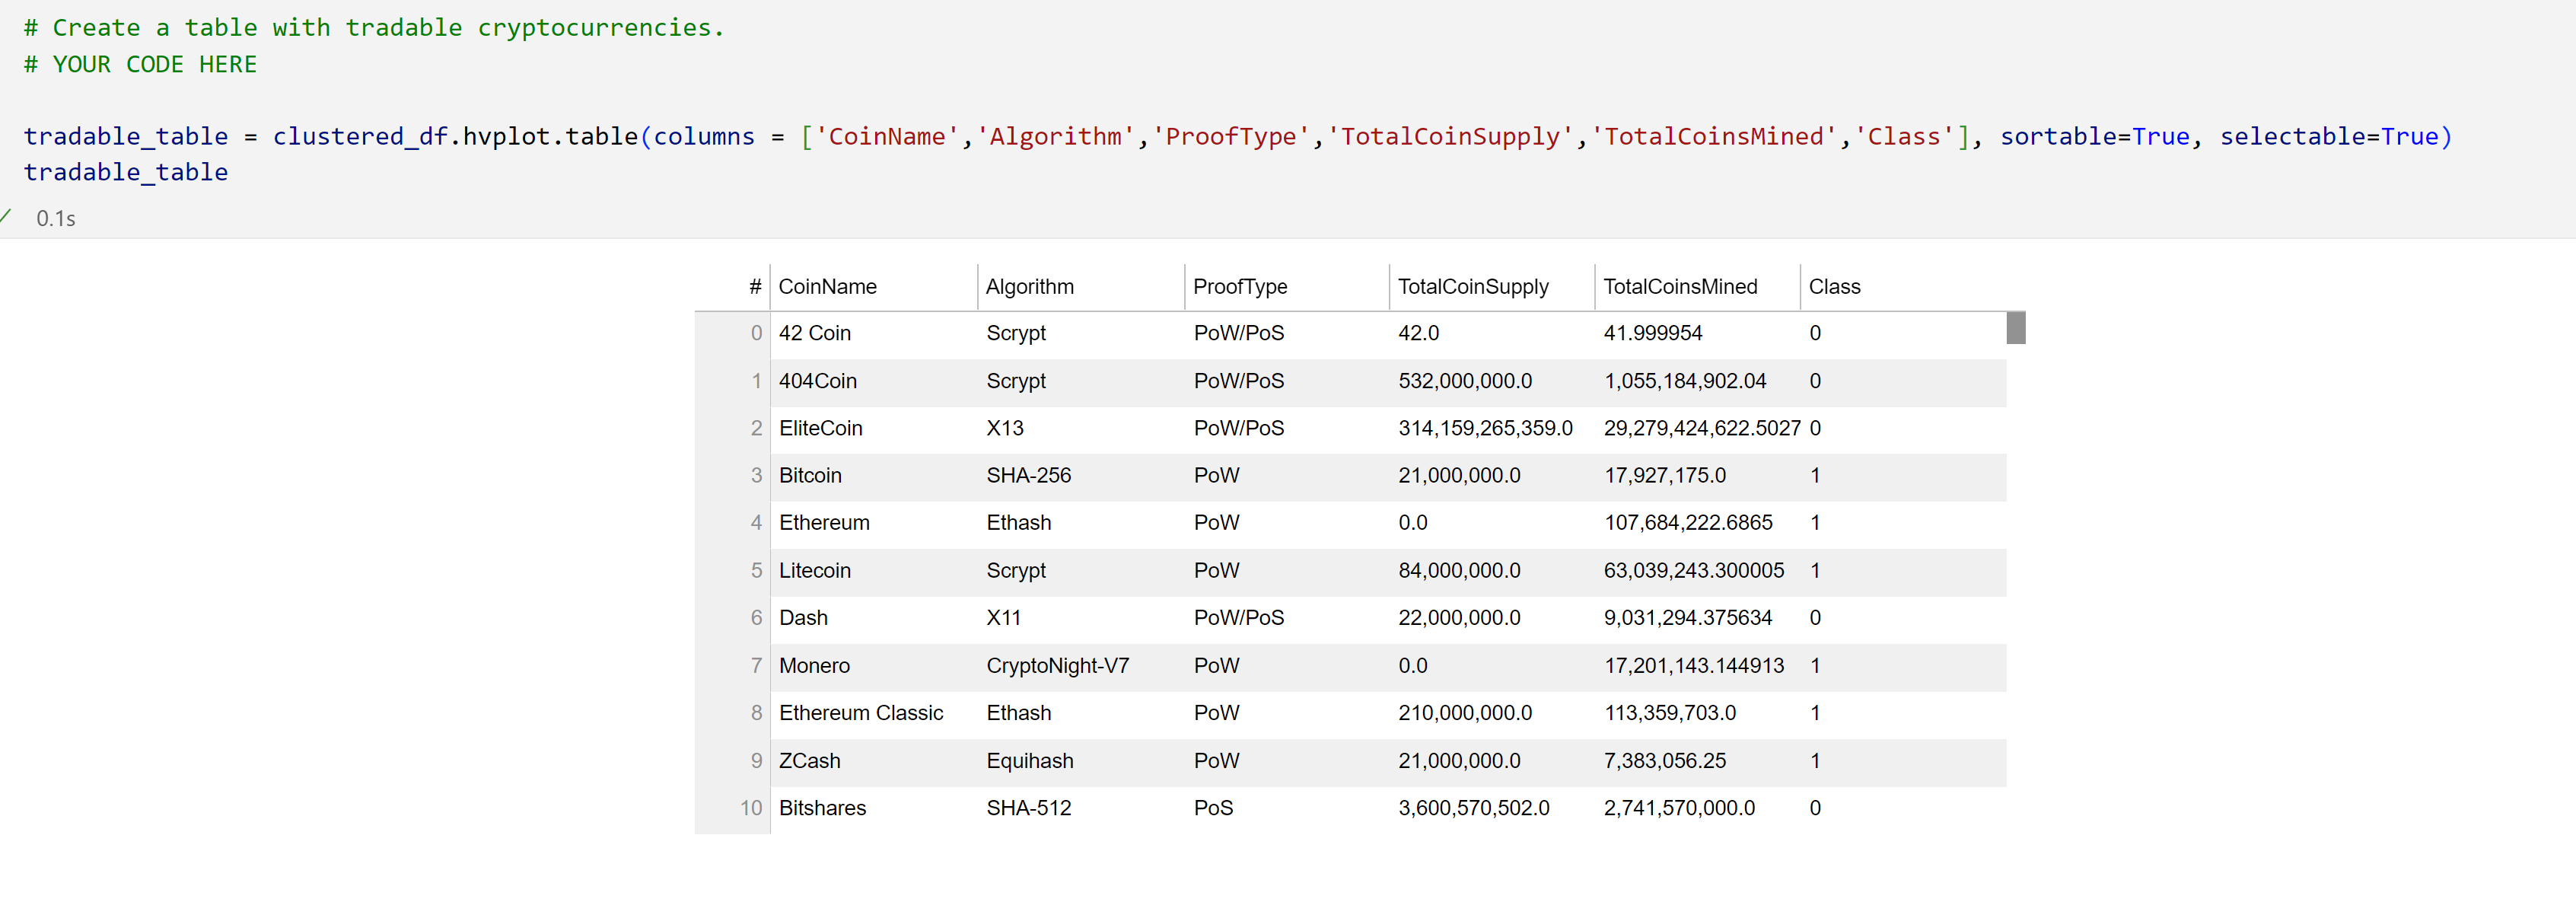 # Create a table with tradable cryptocurrencies.
# YOUR CODE HERE
tradable_table = clustered_df.hvplot.table(columns = ['CoinName','Algorithm','ProofType','TotalCoinSupply','TotalCoinsMined','Class'], sortable=True, selectable=True)
tradable_table
0.1s
# CoinName Algorithm ProofType TotalCoinSupply TotalCoinsMined Class
0 42 Coin Scrypt PoW/PoS 42.0 41.999954 0
1 404Coin Scrypt PoW/PoS 532,000,000.0 1,055,184,902.04 0
2 EliteCoin X13 PoW/PoS 314,159,265,359.0 29,279,424,622.5027 0
3 Bitcoin SHA-256 PoW 21,000,000.0 17,927,175.0 1
4 Ethereum Ethash PoW 0.0 107,684,222.6865 1
5 Litecoin Scrypt PoW 84,000,000.0 63,039,243.300005 1
6 Dash X11 PoW/PoS 22,000,000.0 9,031,294.375634 0
7 Monero CryptoNight-V7 PoW 0.0 17,201,143.144913 1
8 Ethereum Classic Ethash PoW 210,000,000.0 113,359,703.0 1
9 ZCash Equihash PoW 21,000,000.0 7,383,056.25 1
10 Bitshares SHA-512 PoS 3,600,570,502.0 2,741,570,000.0 0